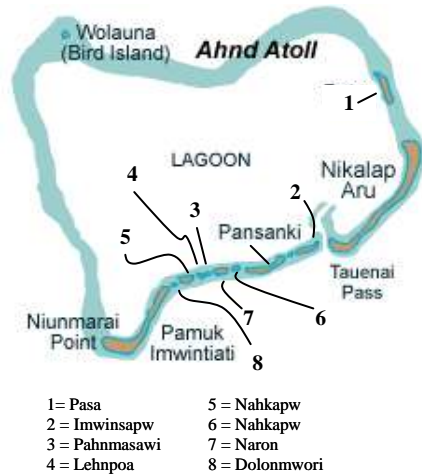 Wolauna
(Bird Island)
Ahnd Atoll
1
LAGOON
Nikalap
Aru
4
2
3
Pansanki
5
Tauenai
Pass
Niunmarai
Point
7
6
Pamuk
Imwintiati
8
1= Pasa
2 = Imwinsapw
3 = Pahnmasawi
4 = Lehnpoa
5 = Nahkapw
6 = Nahkapw
7 = Naron
8 = Dolonmwori